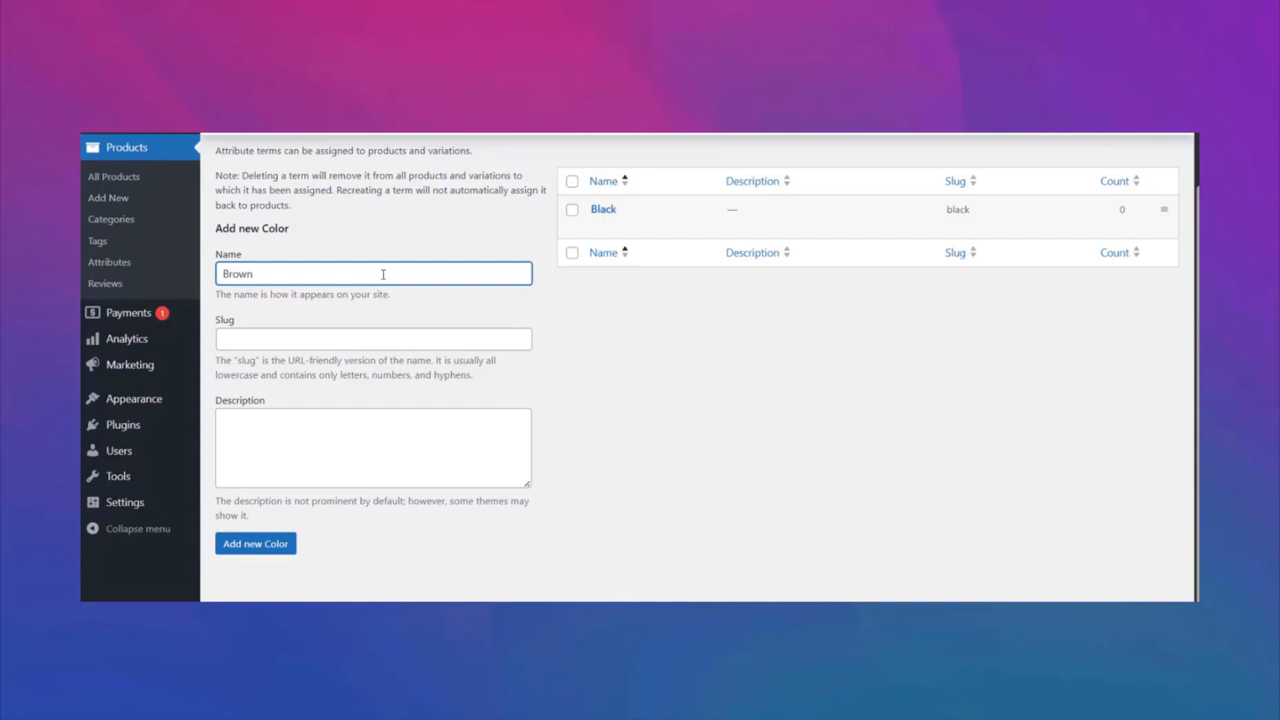 Products
All Products
Add New
Categories
Tags
Attributes
Reviews
Payments 1
Analytics
Marketing
Appearance
Plugins
Users
Tools
Settings
Collapse menu
Attribute terms can be assigned to products and variations.
Note: Deleting a term will remove it from all products and variations to
which it has been assigned. Recreating a term will not automatically assign it
back to products.
Add new Color
Name
Brown
The name is how it appears on your site.
Slug
The "slug" is the URL-friendly version of the name. It is usually all
lowercase and contains only letters, numbers, and hyphens.
Description
The description is not prominent by default; however, some themes may
show it.
Add new Color
Name Description Slug Count
Black — black 0
Name Description Slug Count